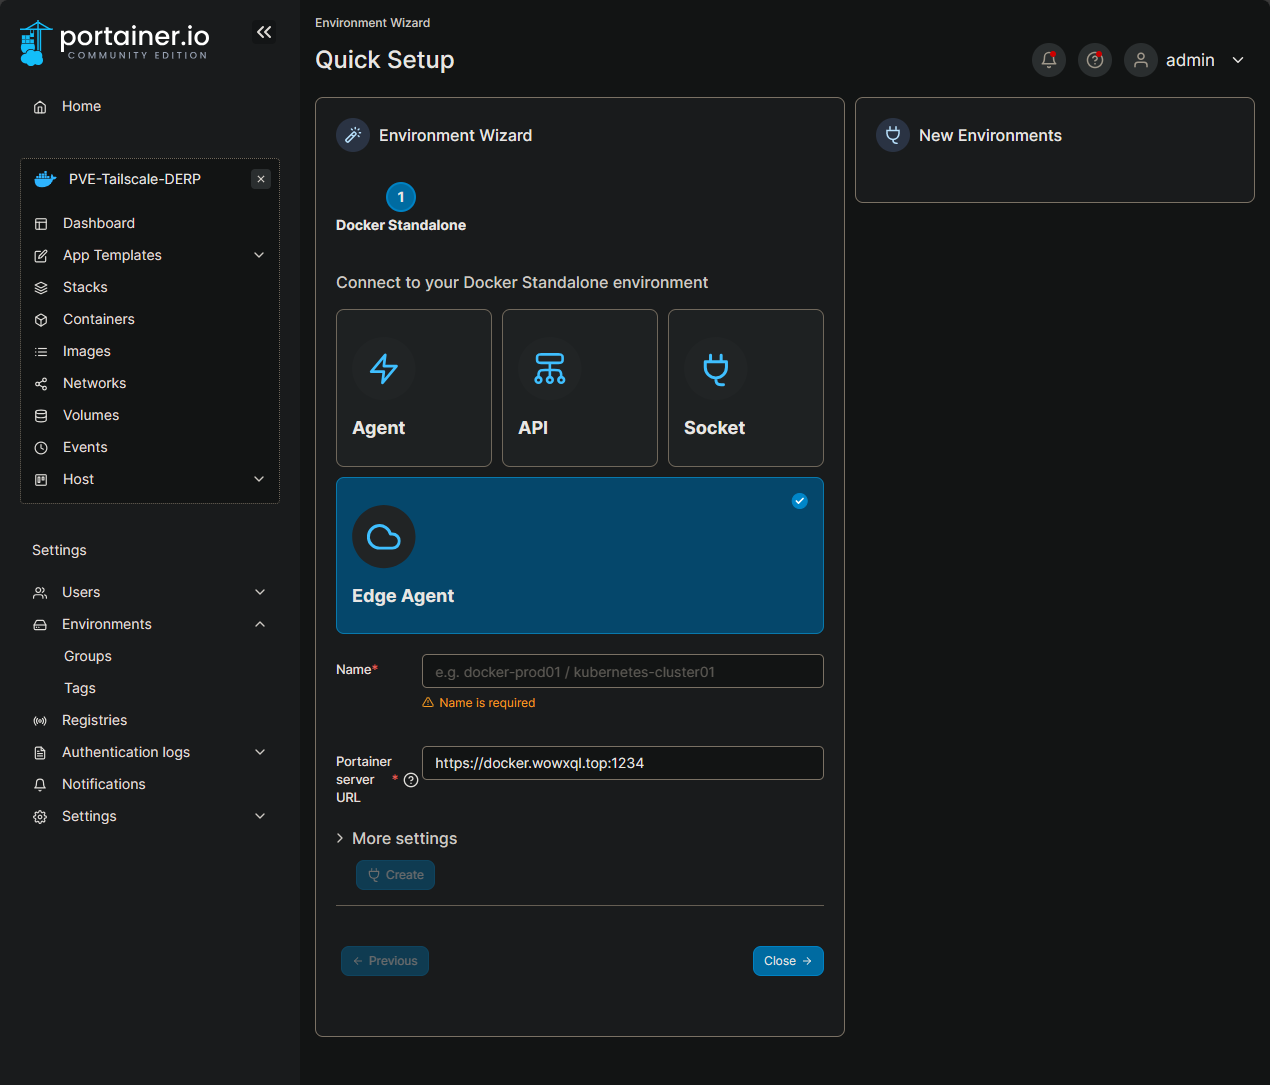 portainer.io
COMMUNITY EDITION
Home
PVE-Tailscale-DERP
Dashboard
App Templates
Stacks
Containers
Images
Networks
Volumes
Events
Host
Settings
Users
Environments
Groups
Tags
Registries
Authentication logs
Notifications
Settings
Environment Wizard
Quick Setup
admin
Environment Wizard
1
Docker Standalone
Connect to your Docker Standalone environment
Agent
API
Socket
Edge Agent
Name*
e.g. docker-prod01 / kubernetes-cluster01
Name is required
Portainer
server *
URL
https://docker.wowxql.top:1234
More settings
Create
Previous
Close
New Environments